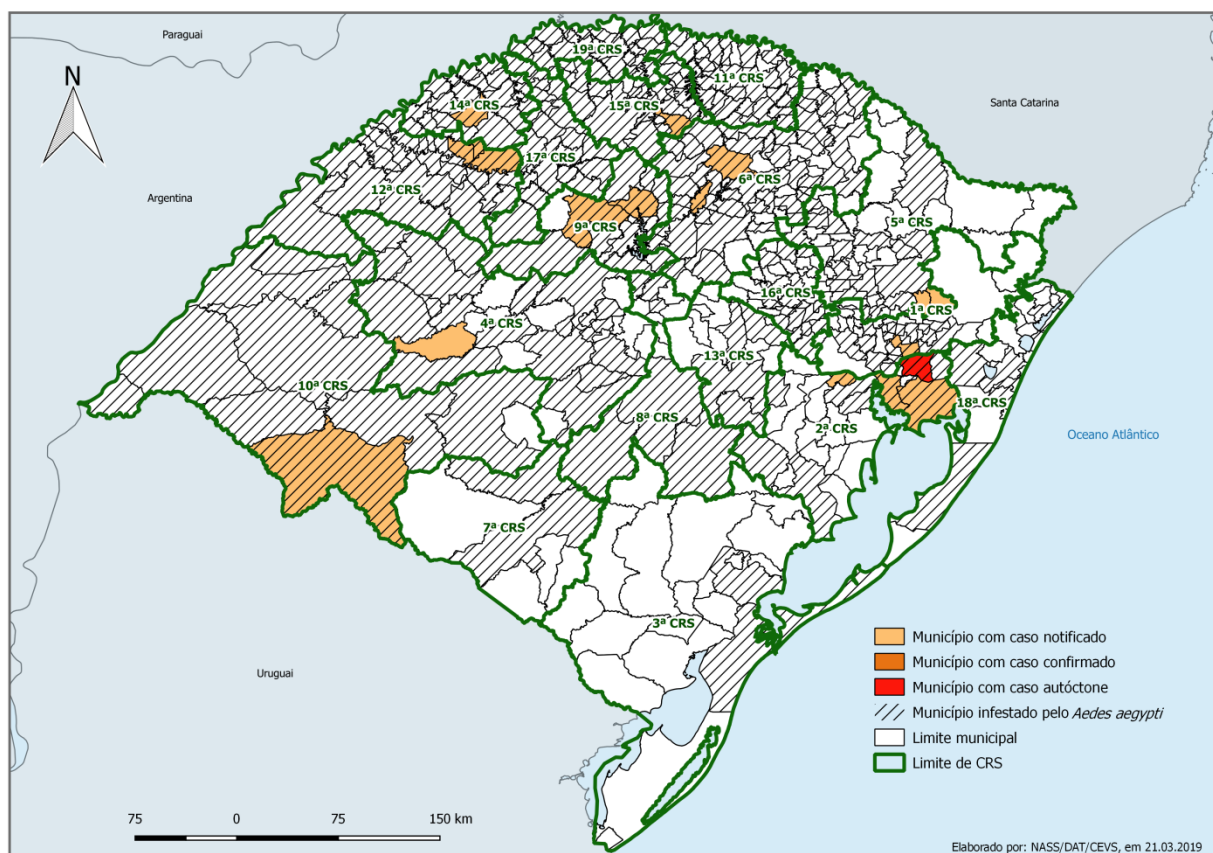 Paraguai
N
Santa Catarina
Argentina
19ª CRS
11ª CRS
15ª CRS
14ª CRS
17ª CRS
6ª CRS
12ª CRS
5ª CRS
9ª CRS
16ª CRS
1ª CRS
4ª CRS
13ª CRS
10ª CRS
18ª CRS
8ª CRS
2ª CRS
Oceano Atlântico
7ª CRS
3ª CRS
Uruguai
Município com caso notificado
Município com caso confirmado
Município com caso autóctone
Município infestado pelo Aedes aegypti
Limite municipal
Limite de CRS
75 0 75 150 km
Elaborado por: NASS/DAT/CEVS, em 21.03.2019